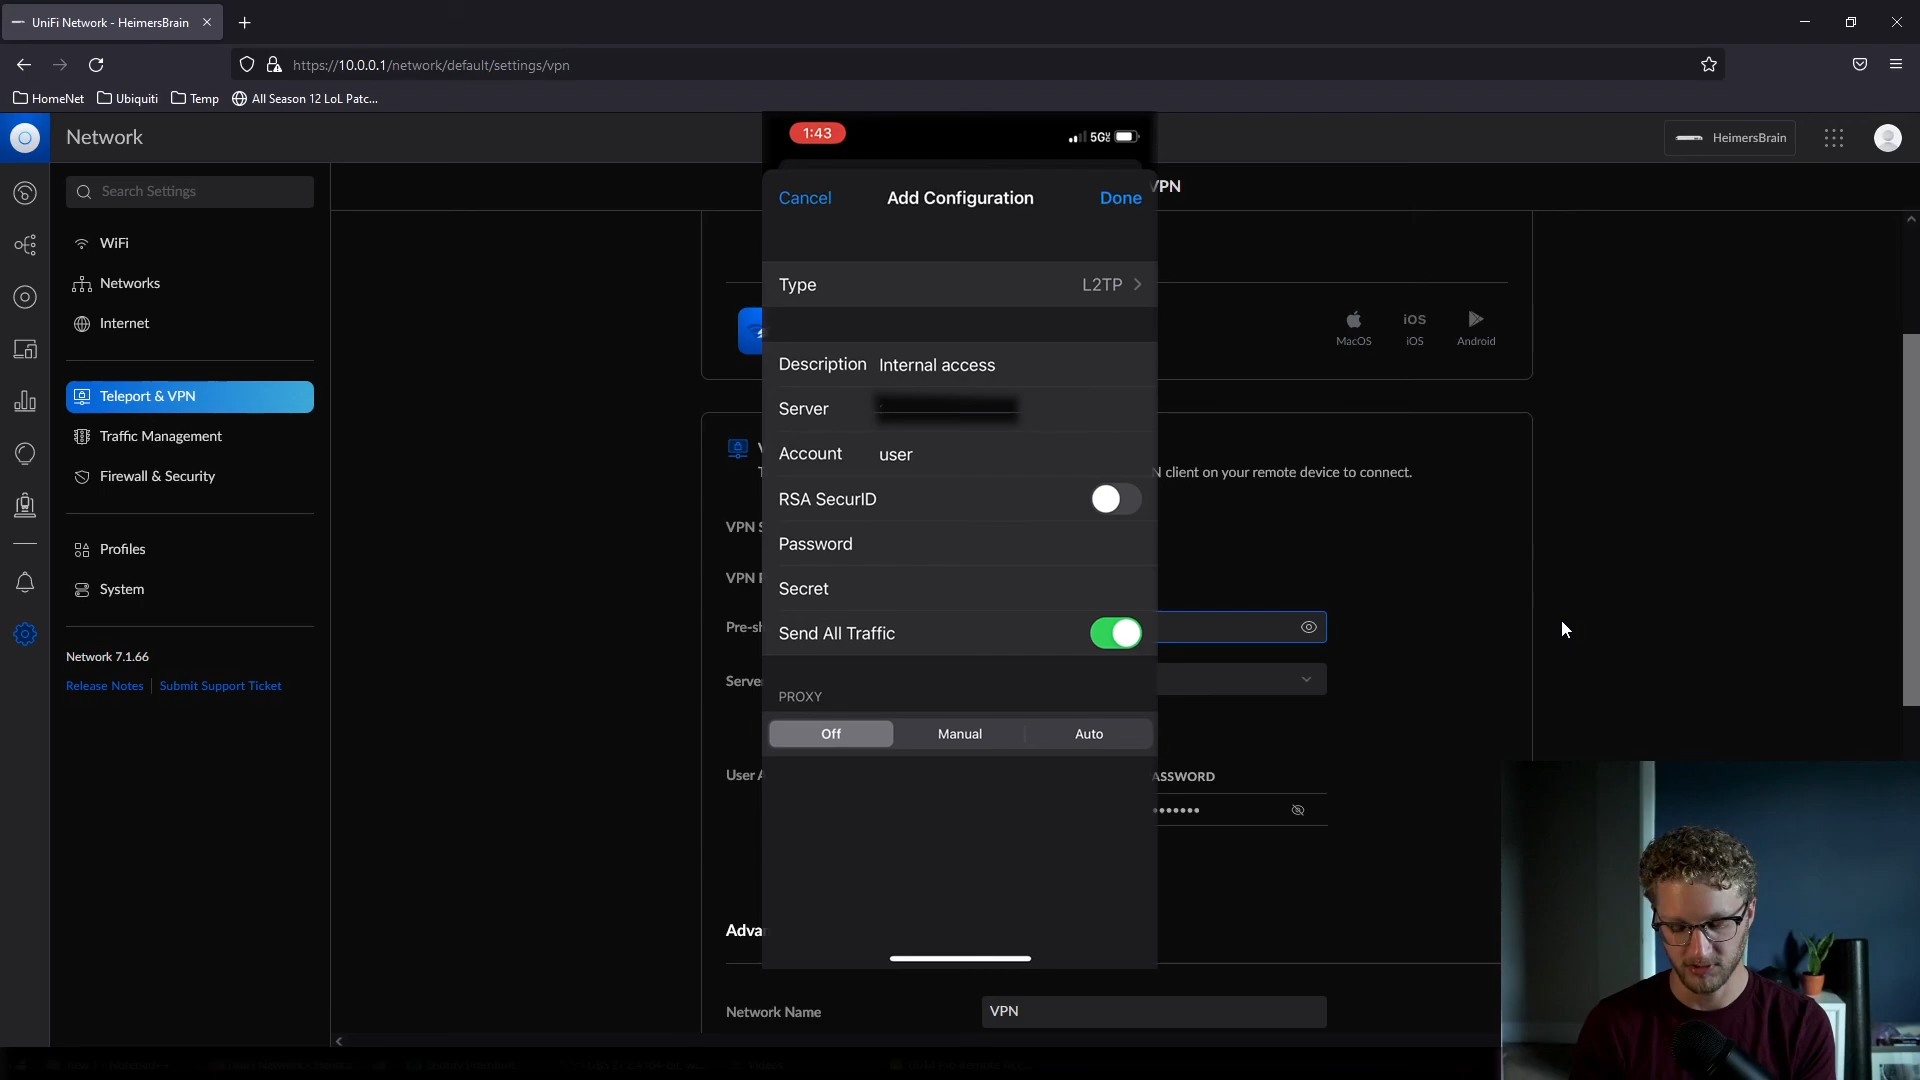 UniFi Network - HeimersBrain
https://10.0.0.1/network/default/settings/vpn
HomeNet
Ubiquiti
Temp
All Season 12 LoL Patc...
Network
HeimersBrain
Search Settings
WiFi
Networks
Internet
Teleport & VPN
Traffic Management
Firewall & Security
Profiles
System
Network 7.1.66
Release Notes
Submit Support Ticket
1:43
5G
Cancel
Add Configuration
Done
Type
L2TP
Description
Internal access
Server
Account
user
RSA SecurID
Password
Secret
Send All Traffic
PROXY
Off
Manual
Auto
VPN
iOS
MacOS
iOS
Android
N client on your remote device to connect.
VPN S
VPN
Pre-sh
Serve
User A
ASSWORD
•••••••
Adva
Network Name
VPN